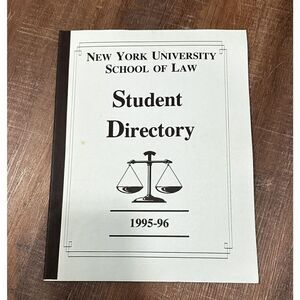 NEW YORK UNIVERSITY
SCHOOL OF LAW
Student
Directory
1995-96